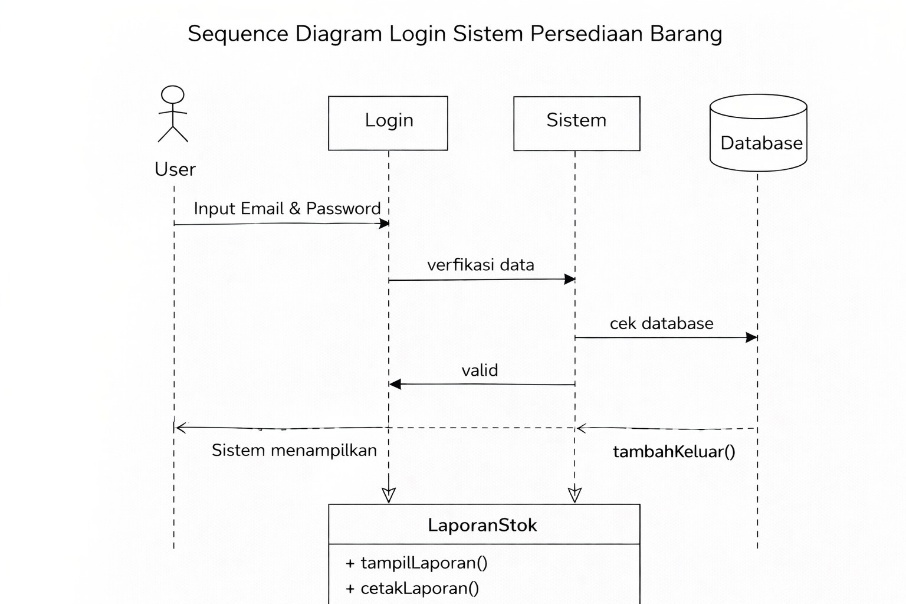 Sequence Diagram Login Sistem Persediaan Barang
User
Login
Sistem
Database
Input Email & Password
verfikasi data
cek database
valid
Sistem menampilkan
tambahKeluar()
LaporanStok
+ tampilLaporan()
+ cetakLaporan()